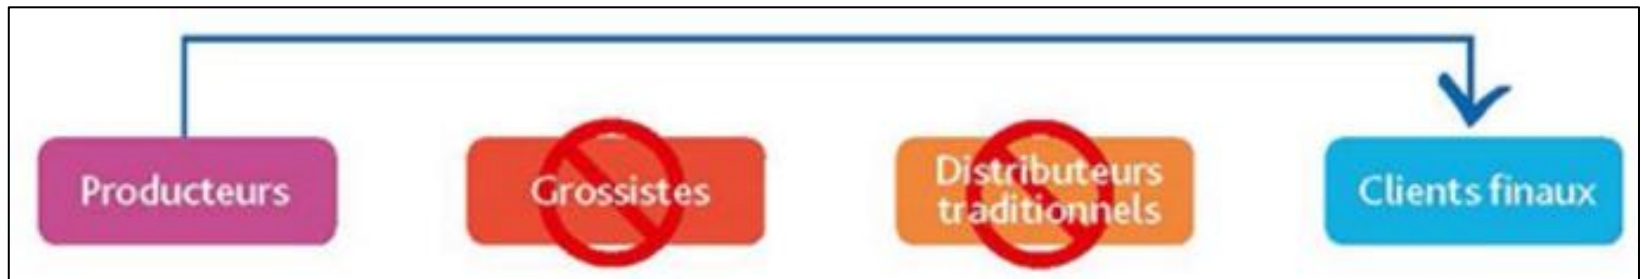 Producteurs
Grossistes
Distributeurs
traditionnels
Clients finaux